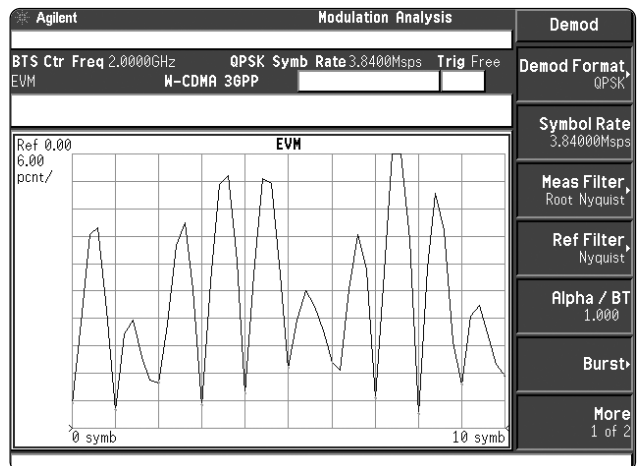 Agilent Modulation Analysis Demod
BTS Ctr Freq 2.0000GHz QPSK Symb Rate 3.8400Msps Trig Free
EVM W-CDMA 3GPP
Demod Format
QPSK
Symbol Rate
3.84000Msps
Ref 0.00 EVM
6.00
pcnt/
Meas Filter
Root Nyquist
Ref Filter
Nyquist
Alpha / BT
1.000
Burst
More
1 of 2
0 symb 10 symb